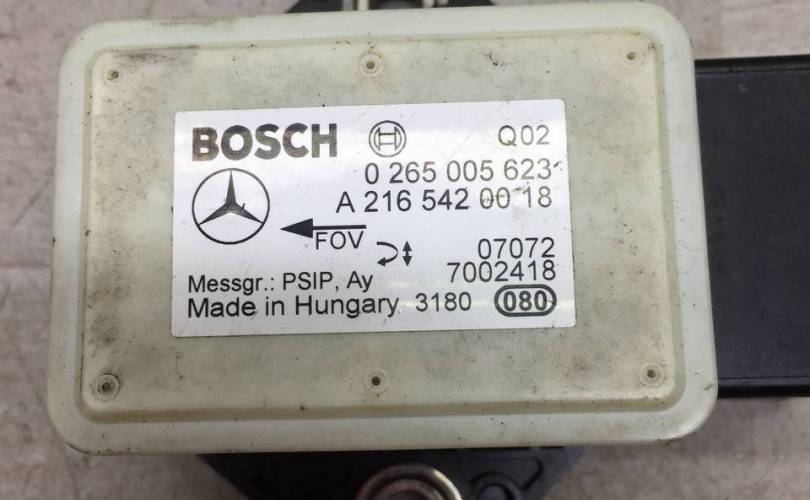 BOSCH Q02
0 265 005 623
A 216 542 00 18
FOV
07072
7002418
Messgr.: PSIP, Ay
Made in Hungary 3180 080